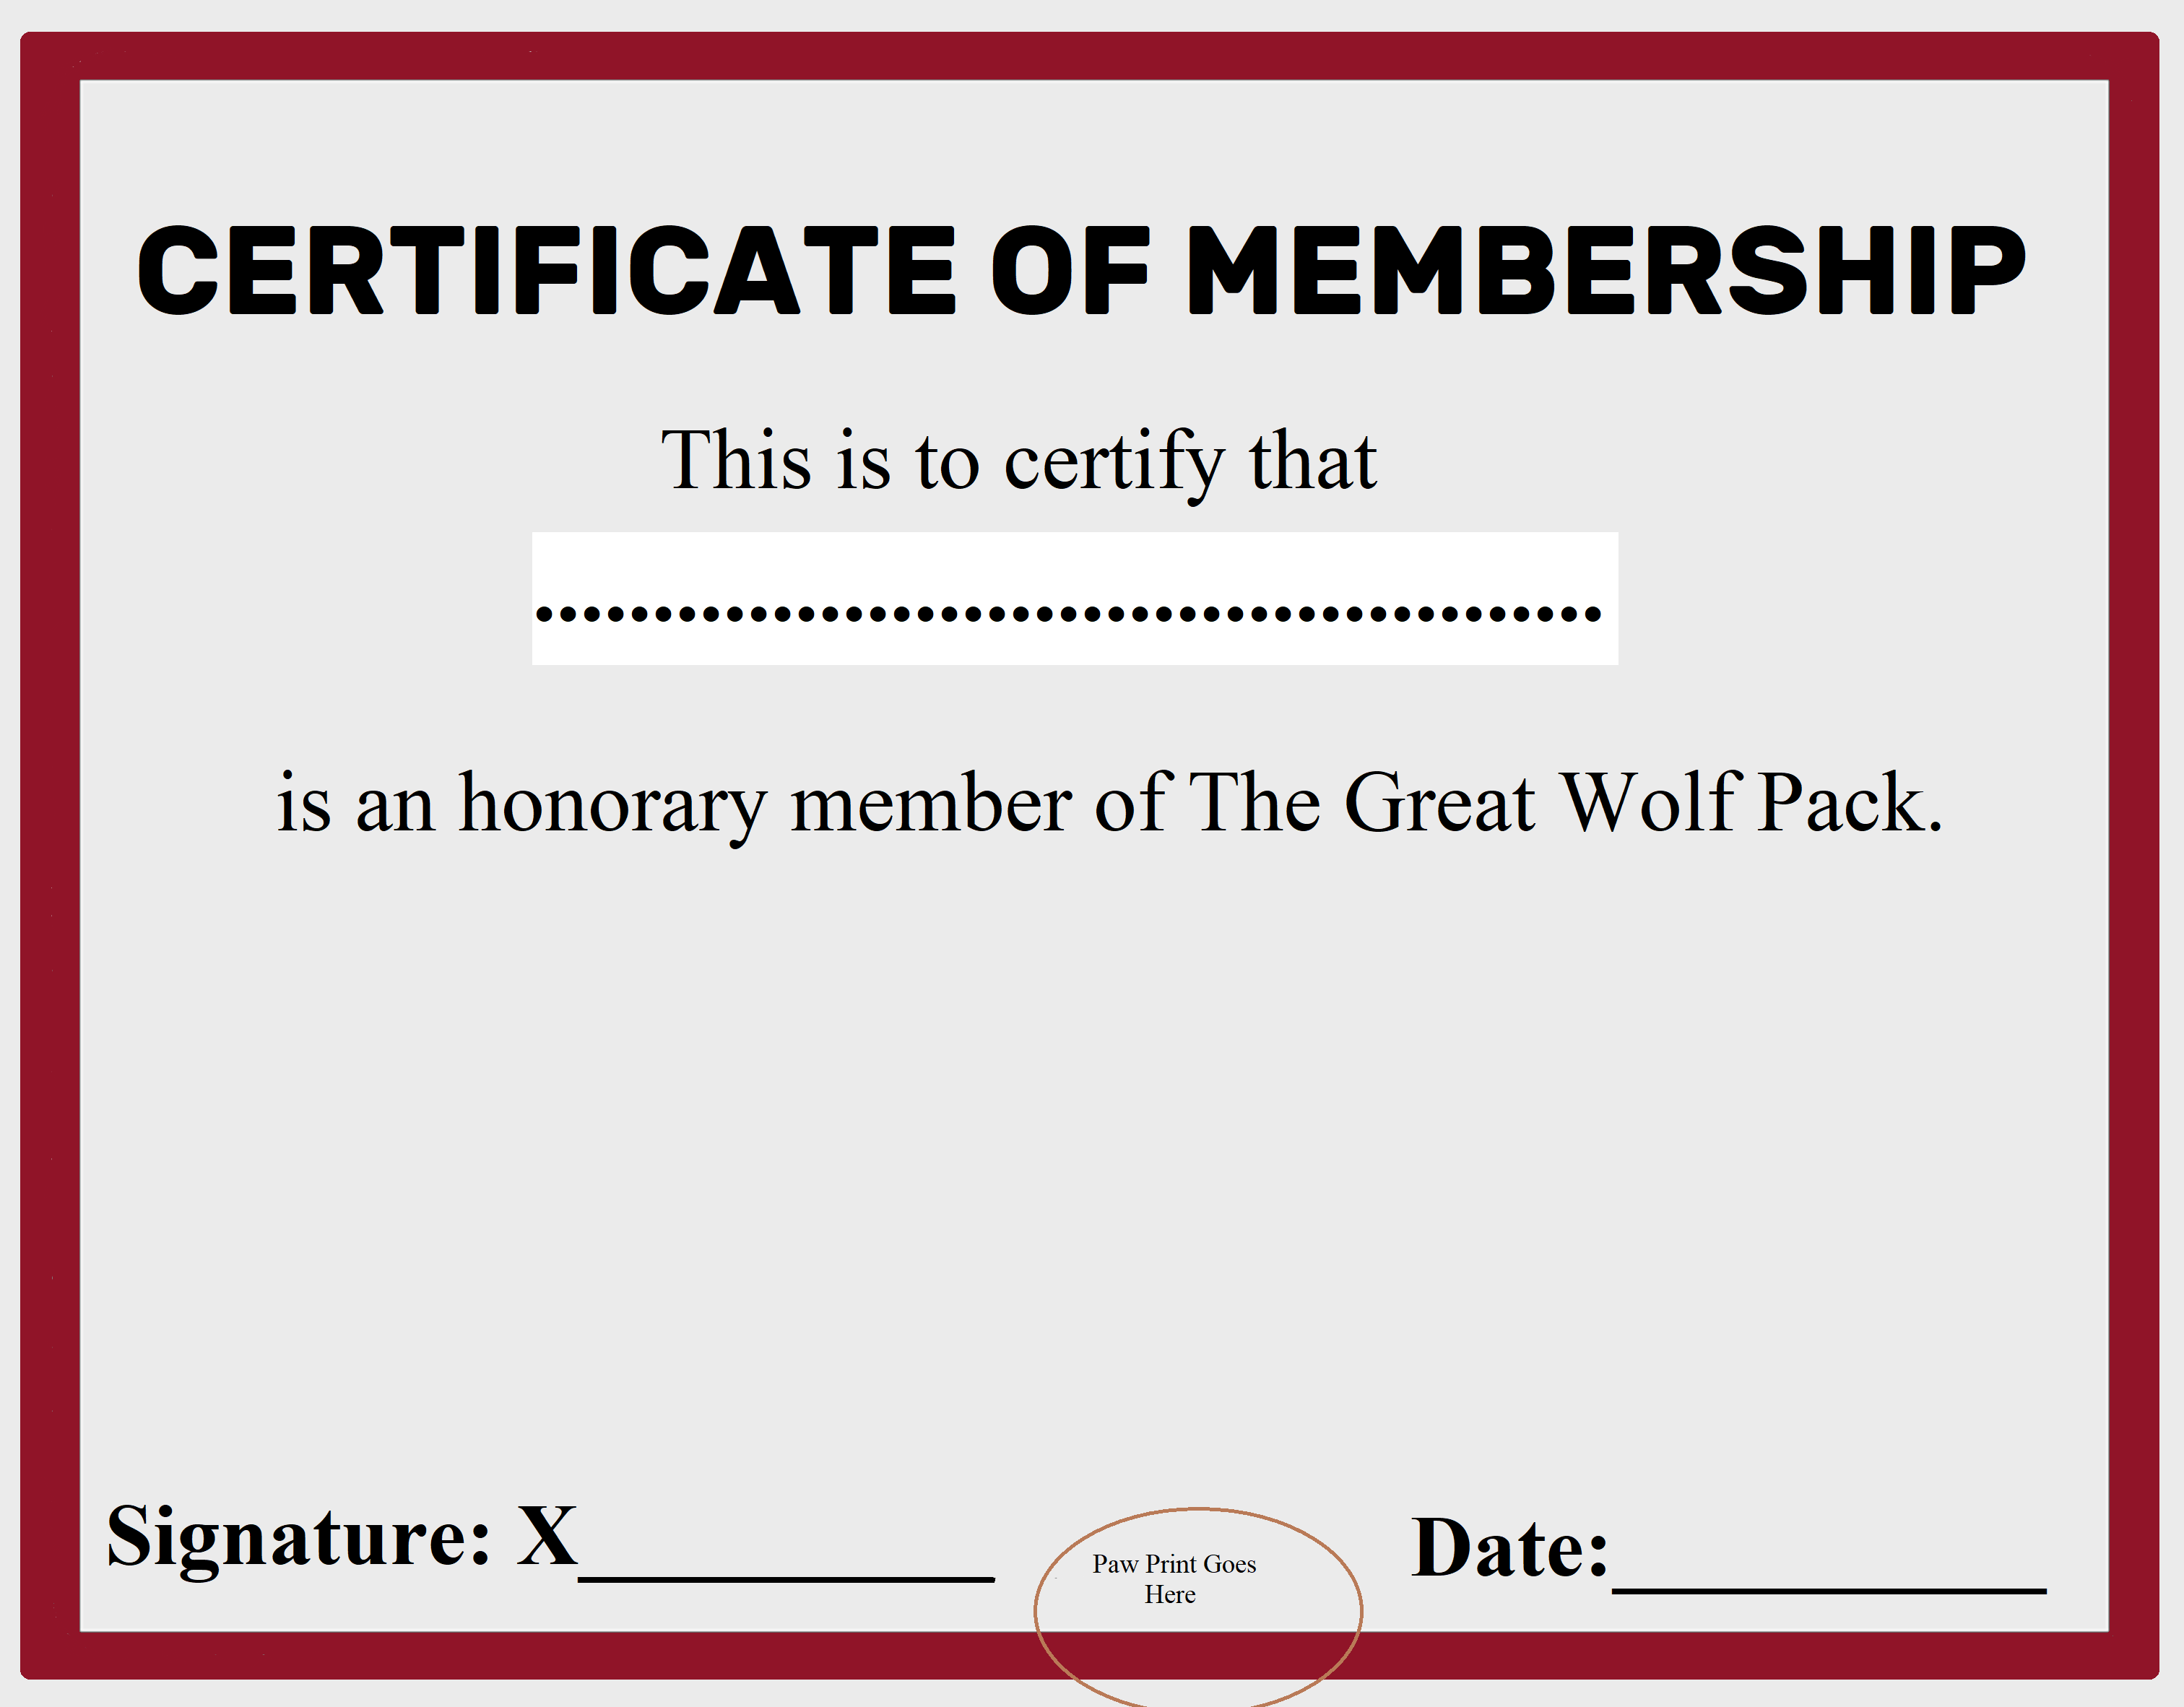 CERTIFICATE OF MEMBERSHIP
This is to certify that
.............................................
is an honorary member of The Great Wolf Pack.
Signature: X__________
Paw Print Goes
Here
Date:__________